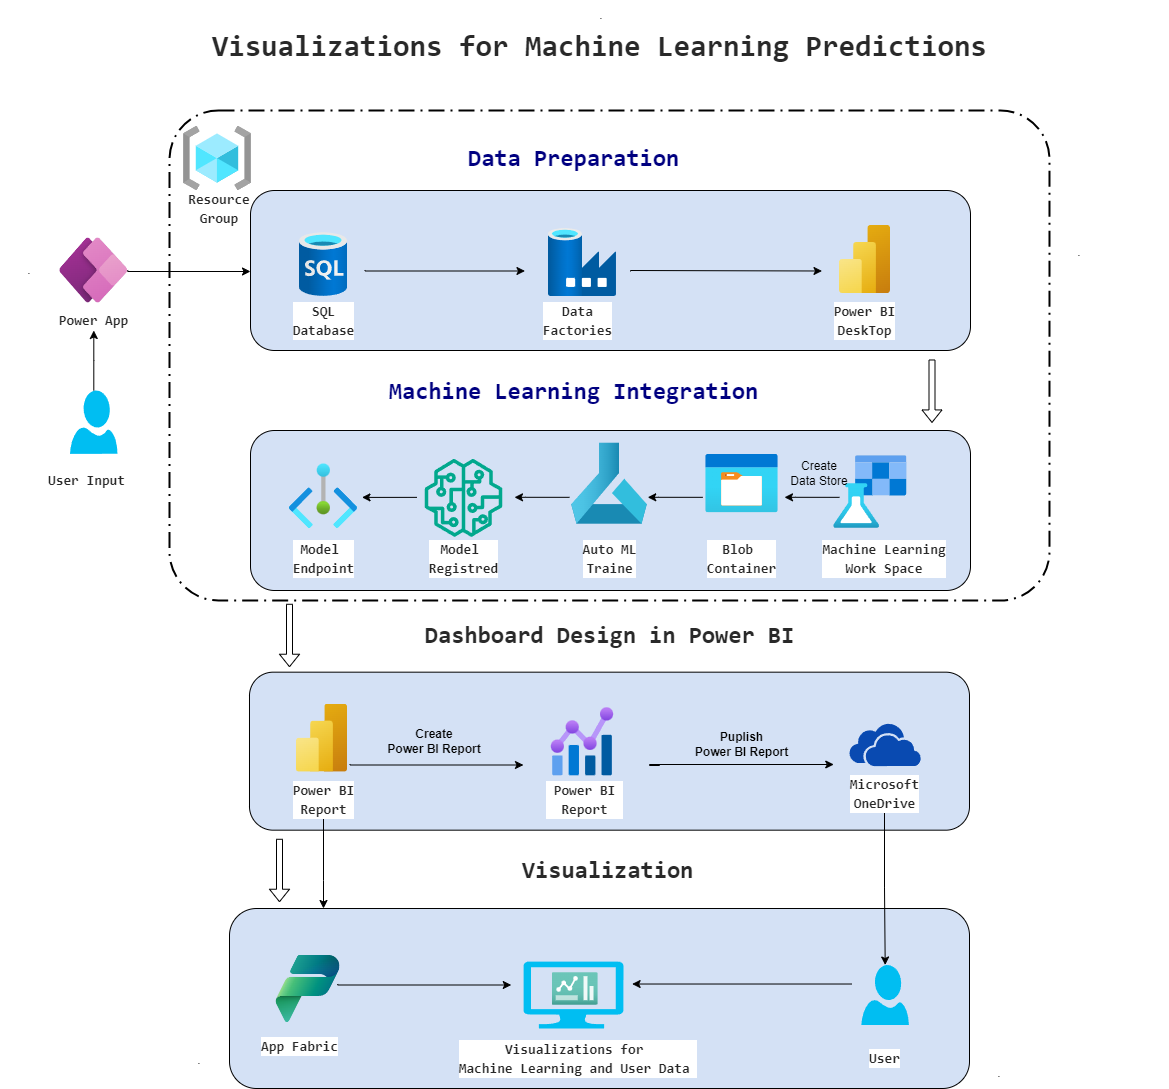 Visualizations for Machine Learning Predictions
Data Preparation
Resource
Group
SQL
SQL
Database
Data
Factories
Power BI
DeskTop
Power App
User Input
Machine Learning Integration
Create
Data Store
Model
Endpoint
Model
Registred
Auto ML
Traine
Blob
Container
Machine Learning
Work Space
Dashboard Design in Power BI
Create
Power BI Report
Puplish
Power BI Report
Power BI
Report
Power BI
Report
Microsoft
OneDrive
Visualization
App Fabric
Visualizations for
Machine Learning and User Data
User